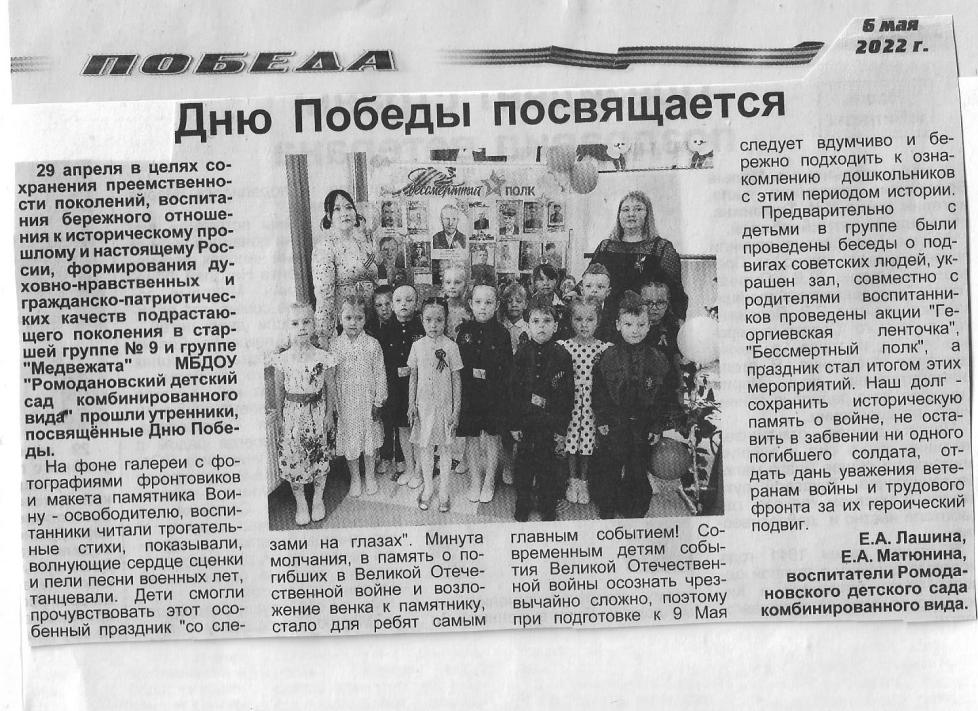 ПОБЕДА
6 мая
2022 г.
Дню Победы посвящается
29 апреля в целях со-
хранения преемственно-
сти поколений, воспита-
ния бережного отноше-
ния к историческому про-
шлому и настоящему Рос-
сии, формирования ду-
ховно-нравственных и
гражданско-патриотичес-
ких качеств подрастаю-
щего поколения в стар-
шей группе № 9 и группе
"Медвежата" МБДОУ
"Ромодановский детский
сад комбинированного
вида" прошли утренники,
посвящённые Дню Побе-
ды.
На фоне галереи с фо-
тографиями фронтовиков
и макета памятника Вои-
ну - освободителю, воспи-
танники читали трогатель-
ные стихи, показывали,
волнующие сердце сценки
и пели песни военных лет,
танцевали. Дети смогли
прочувствовать этот осо-
бенный праздник "со сле-
Бессмертный ПОЛК
зами на глазах". Минута
молчания, в память о по-
гибших в Великой Отече-
ственной войне и возло-
жение венка к памятнику,
стало для ребят самым
главным событием! Со-
временным детям собы-
тия Великой Отечествен-
ной войны осознать чрез-
вычайно сложно, поэтому
при подготовке к 9 Мая
следует вдумчиво и бе-
режно подходить к озна-
комлению дошкольников
с этим периодом истории.
Предварительно с
детьми в группе были
проведены беседы о под-
вигах советских людей, ук-
рашен зал, совместно с
родителями воспитанни-
ков проведены акции "Ге-
оргиевская ленточка",
"Бессмертный полк", а
праздник стал итогом этих
мероприятий. Наш долг -
сохранить историческую
память о войне, не оста-
вить в забвении ни одного
погибшего солдата, от-
дать дань уважения вете-
ранам войны и трудового
фронта за их героический
подвиг.
Е.А. Лашина,
Е.А. Матюнина,
воспитатели Ромода-
новского детского сада
комбинированного вида.